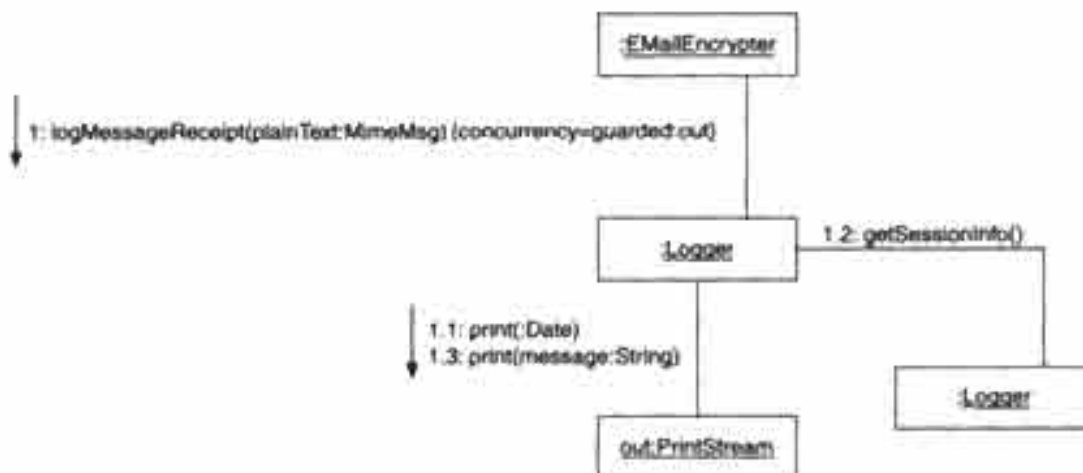 :EMailEncrypter
1: logMessageReceipt(plainText:MimeMsg) {concurrency=guarded:out}
:Logger
1.2: getSessionInfo()
1.1: print(:Date)
1.3: print(message:String)
:Logger
out:PrintStream